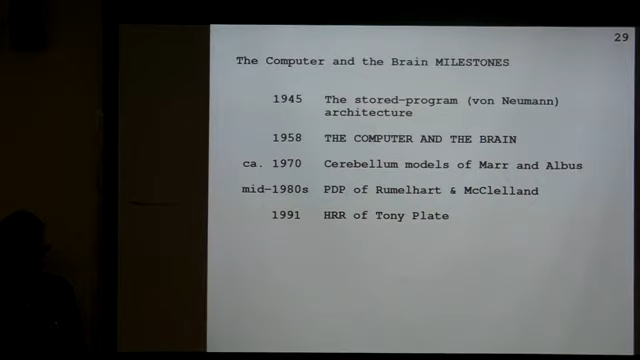 29
The Computer and the Brain MILESTONES
1945 The stored-program (von Neumann)
architecture
1958 THE COMPUTER AND THE BRAIN
ca. 1970 Cerebellum models of Marr and Albus
mid-1980s PDP of Rumelhart & McClelland
1991 HRR of Tony Plate